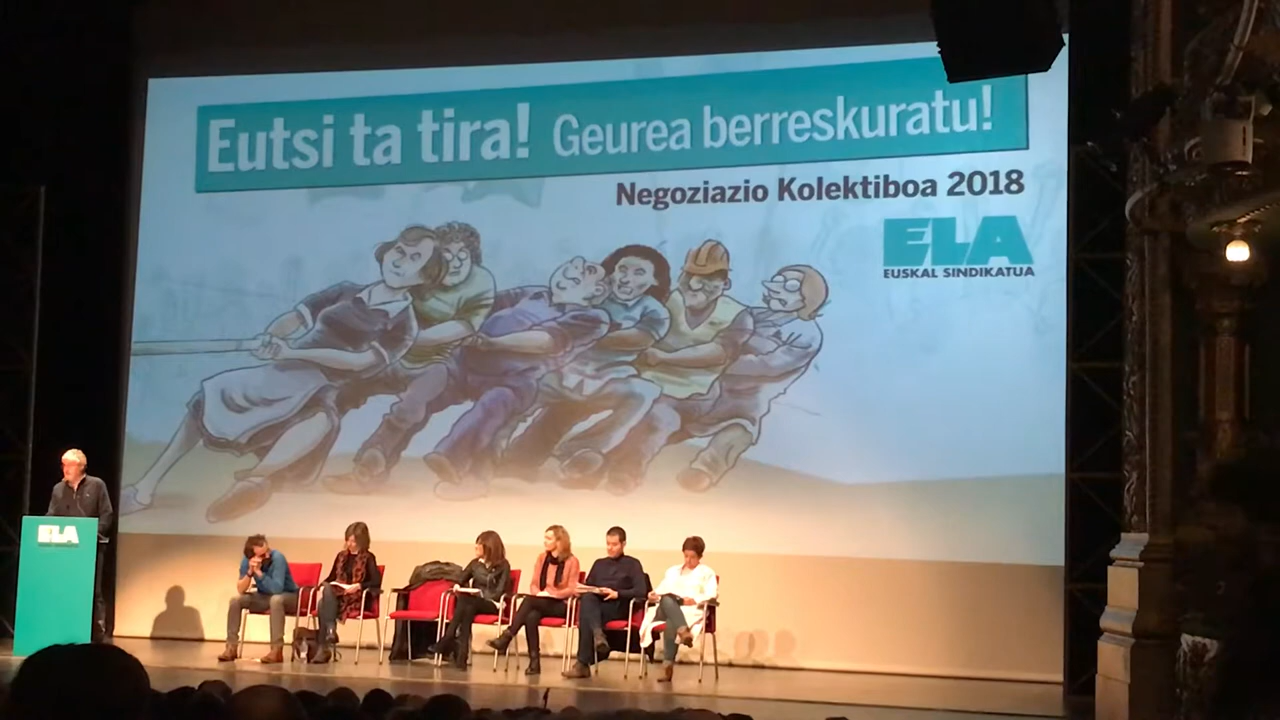 Eutsi ta tira! Geurea berreskuratu!
Negoziazio Kolektiboa 2018
ELA
EUSKAL SINDIKATUA
ELA